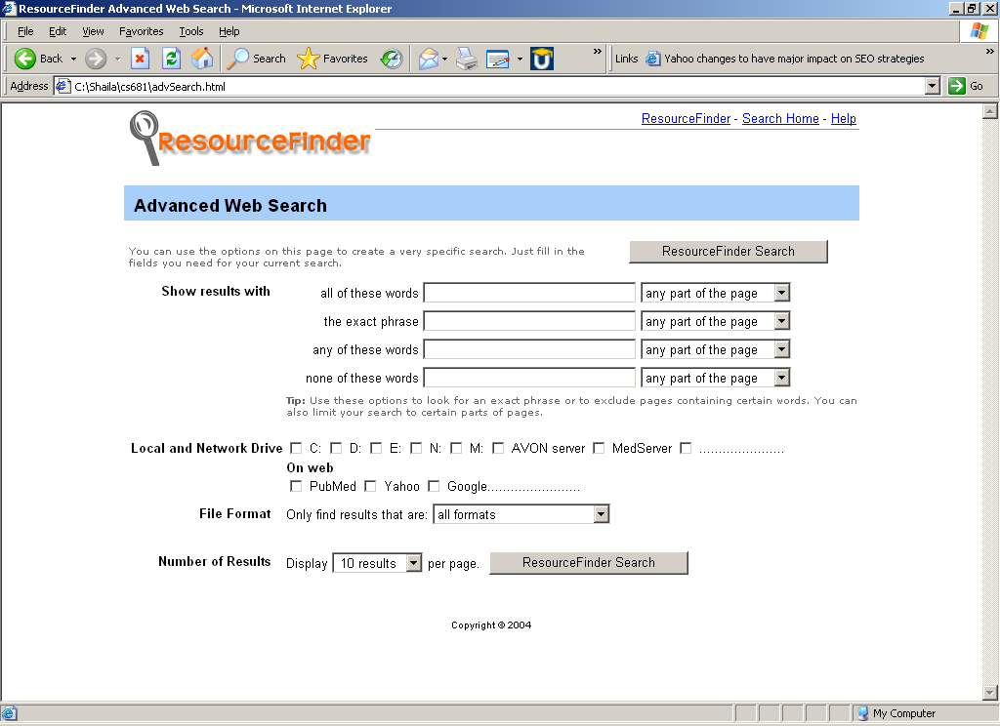 ResourceFinder Advanced Web Search - Microsoft Internet Explorer
File Edit View Favorites Tools Help
Back Search Favorites » Links Yahoo changes to have major impact on SEO strategies »
Address C:\Shaila\cs681\advSearch.html Go
ResourceFinder - Search Home - Help
ResourceFinder
Advanced Web Search
You can use the options on this page to create a very specific search. Just fill in the
fields you need for your current search.
ResourceFinder Search
Show results with all of these words any part of the page
the exact phrase any part of the page
any of these words any part of the page
none of these words any part of the page
Tip: Use these options to look for an exact phrase or to exclude pages containing certain words. You can
also limit your search to certain parts of pages.
Local and Network Drive C: D: E: N: M: AVON server MedServer ......................
On web
PubMed Yahoo Google........................
File Format Only find results that are: all formats
Number of Results Display 10 results per page. ResourceFinder Search
Copyright © 2004
My Computer